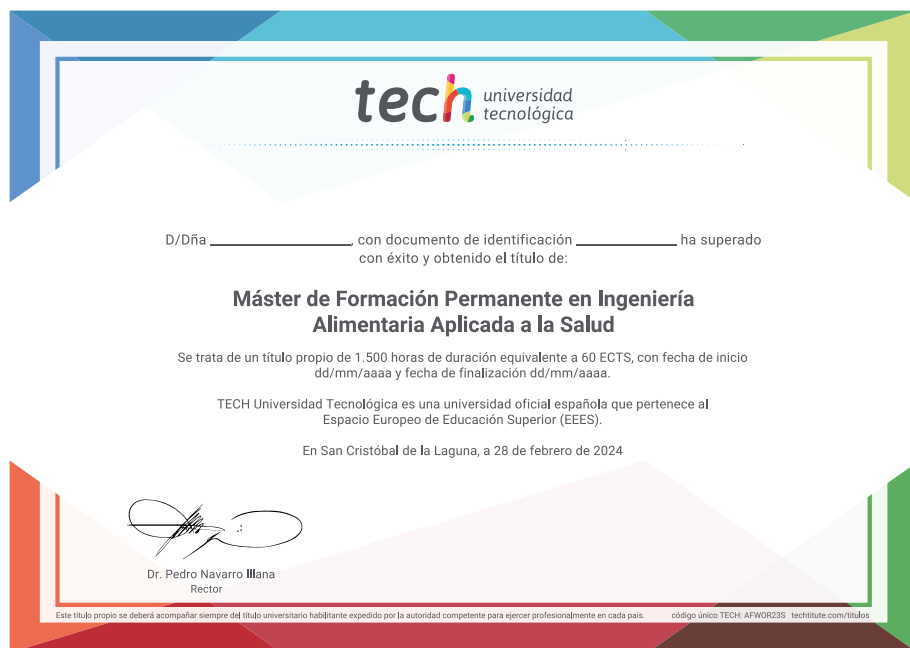 tech universidad
tecnológica
D/Dña ____________________, con documento de identificación ______________ ha superado
con éxito y obtenido el título de:
Máster de Formación Permanente en Ingeniería
Alimentaria Aplicada a la Salud
Se trata de un título propio de 1.500 horas de duración equivalente a 60 ECTS, con fecha de inicio
dd/mm/aaaa y fecha de finalización dd/mm/aaaa.
TECH Universidad Tecnológica es una universidad oficial española que pertenece al
Espacio Europeo de Educación Superior (EEES).
En San Cristóbal de la Laguna, a 28 de febrero de 2024
Dr. Pedro Navarro Illana
Rector
Este título propio se deberá acompañar siempre del título universitario habilitante expedido por la autoridad competente para ejercer profesionalmente en cada país. código único TECH: AFWOR23S techtitute.com/titulos